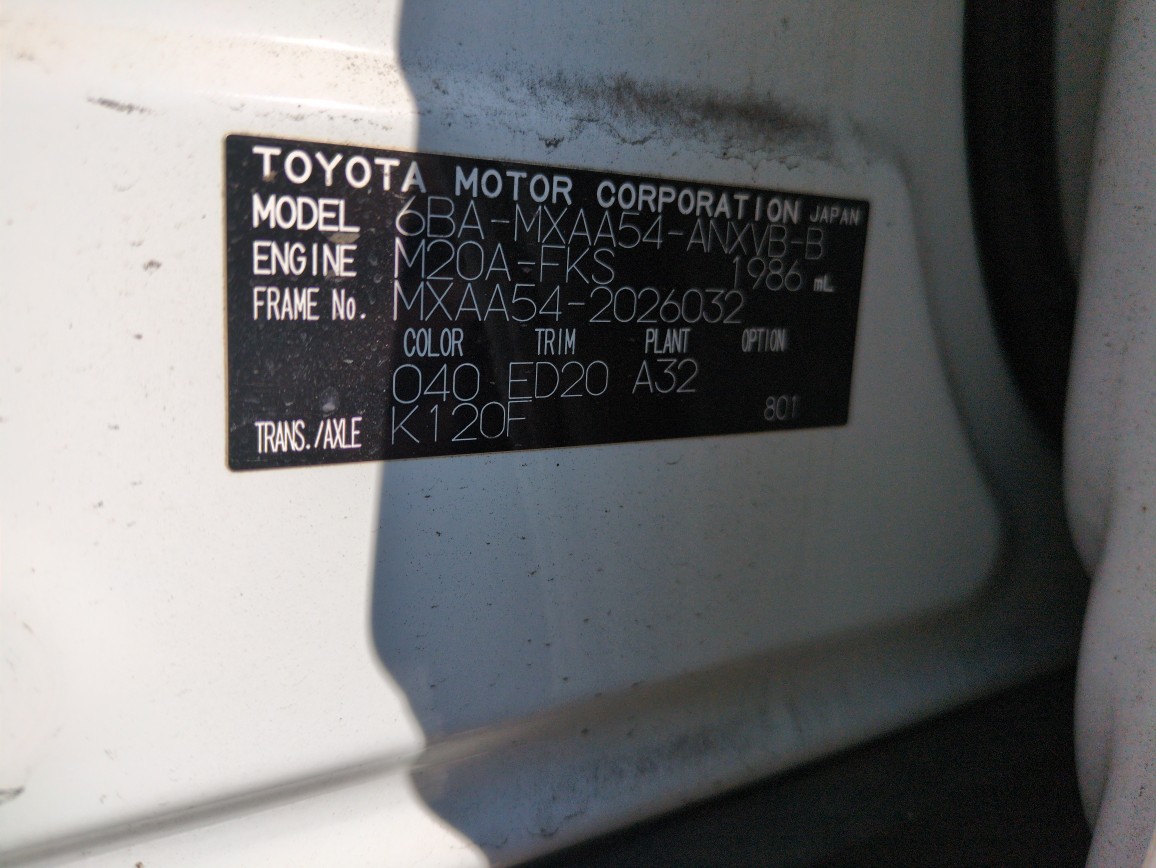 TOYOTA MOTOR CORPORATION JAPAN
MODEL 6BA-MXAA54-ANXVB-B
ENGINE M20A-FKS 1986 mL
FRAME No. MXAA54-2026032
COLOR TRIM PLANT OPTION
040 ED20 A32
TRANS./AXLE K120F 801